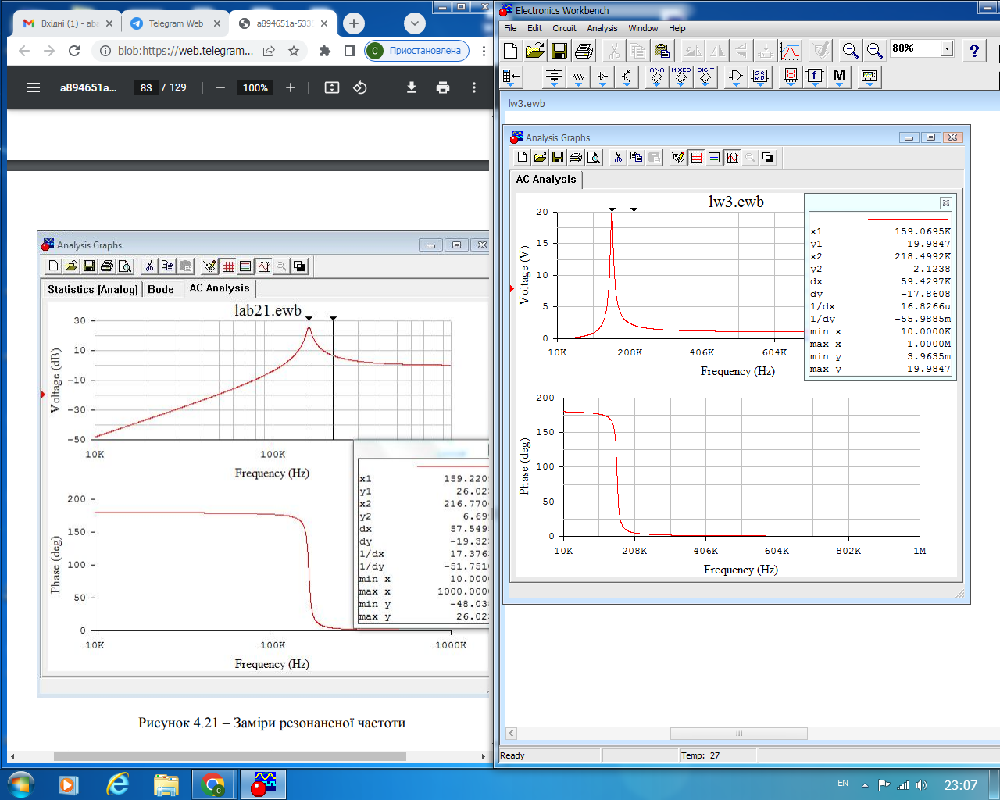 Вхідні (1) - aba
Telegram Web
a894651a-5335
blob:https://web.telegram...
Приостановлена
a894651a...
83 / 129
100%
Analysis Graphs
Statistics [Analog]
Bode
AC Analysis
lab21.ewb
Voltage (dB)
30
10
-10
-30
-50
10K
100K
Frequency (Hz)
x1 159.220
y1 26.02
x2 216.770
y2 6.69
dx 57.549
dy -19.32
1/dx 17.376
1/dy -51.751
min x 10.000
max x 1000.000
min y -48.03
max y 26.02
Phase (deg)
200
150
100
50
0
10K
100K
1000K
Frequency (Hz)
Рисунок 4.21 – Заміри резонансної частоти
Electronics Workbench
File Edit Circuit Analysis Window Help
80%
ANA MIXED DIGIT
M
lw3.ewb
Analysis Graphs
AC Analysis
lw3.ewb
Voltage (V)
20
15
10
5
0
10K
208K
406K
604K
Frequency (Hz)
x1 159.0695K
y1 19.9847
x2 218.4992K
y2 2.1238
dx 59.4297K
dy -17.8608
1/dx 16.8266u
1/dy -55.9885m
min x 10.0000K
max x 1.0000M
min y 3.9635m
max y 19.9847
Phase (deg)
200
150
100
50
0
10K
208K
406K
604K
802K
1M
Frequency (Hz)
Ready
Temp: 27
EN
23:07